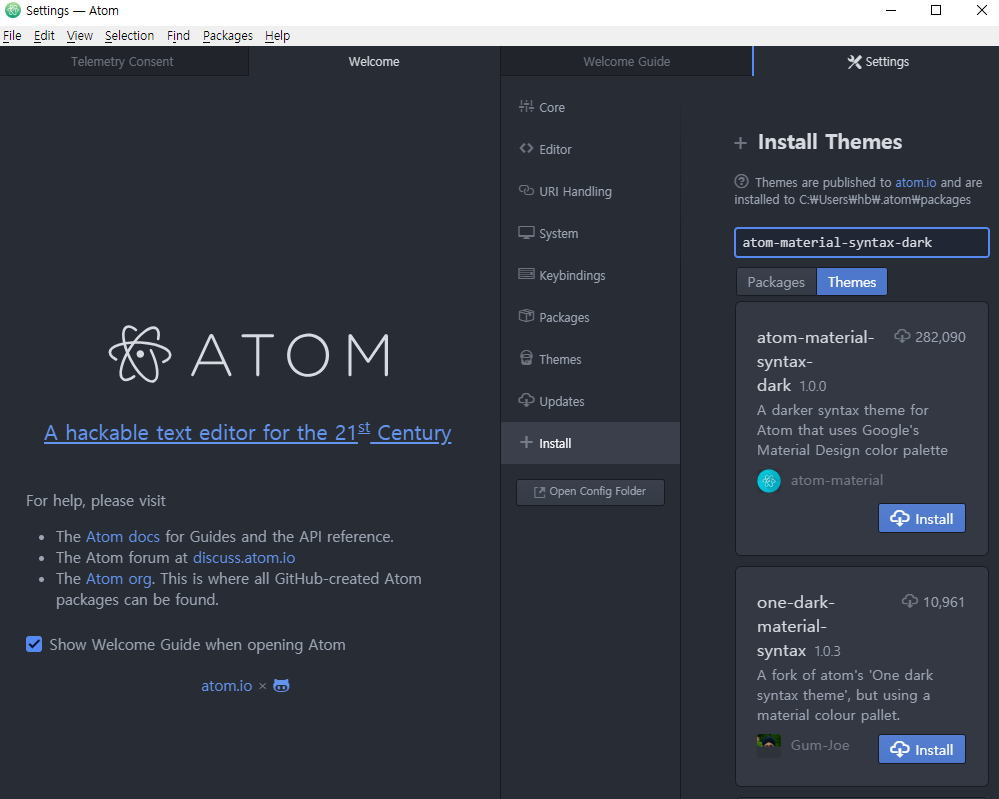 Settings — Atom
File Edit View Selection Find Packages Help
Telemetry Consent
Welcome
Welcome Guide
Settings
ATOM
A hackable text editor for the 21st Century
For help, please visit
• The Atom docs for Guides and the API reference.
• The Atom forum at discuss.atom.io
• The Atom org. This is where all GitHub-created Atom
packages can be found.
Show Welcome Guide when opening Atom
atom.io ×
Core
Editor
URI Handling
System
Keybindings
Packages
Themes
Updates
Install
Open Config Folder
Install Themes
Themes are published to atom.io and are
installed to C:₩Users₩hb₩.atom₩packages
atom-material-syntax-dark
Packages
Themes
atom-material-
syntax-
dark 1.0.0
282,090
A darker syntax theme for
Atom that uses Google's
Material Design color palette
atom-material
Install
one-dark-
material-
syntax 1.0.3
10,961
A fork of atom's 'One dark
syntax theme', but using a
material colour pallet.
Gum-Joe
Install